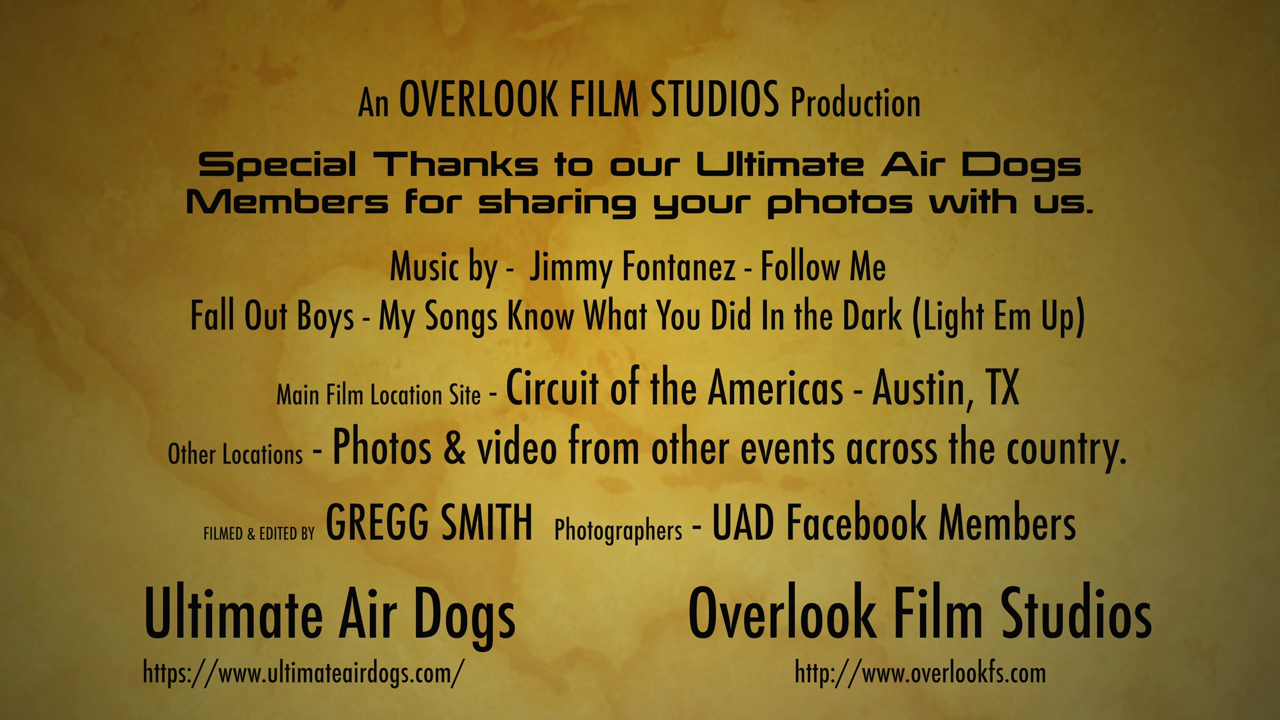 An OVERLOOK FILM STUDIOS Production
Special Thanks to our Ultimate Air Dogs
Members for sharing your photos with us.
Music by - Jimmy Fontanez - Follow Me
Fall Out Boys - My Songs Know What You Did In the Dark (Light Em Up)
Main Film Location Site - Circuit of the Americas - Austin, TX
Other Locations - Photos & video from other events across the country.
FILMED & EDITED BY GREGG SMITH Photographers - UAD Facebook Members
Ultimate Air Dogs
https://www.ultimateairdogs.com/
Overlook Film Studios
http://www.overlookfs.com